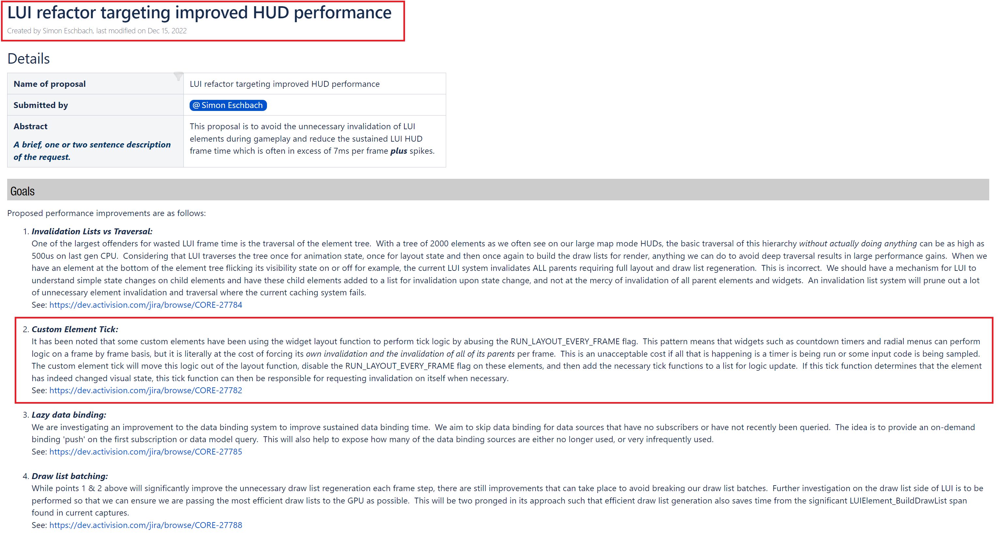 LUI refactor targeting improved HUD performance
Created by Simon Eschbach, last modified on Dec 15, 2022
Details
Name of proposal
LUI refactor targeting improved HUD performance
Submitted by
@ Simon Eschbach
Abstract
A brief, one or two sentence description
of the request.
This proposal is to avoid the unnecessary invalidation of LUI
elements during gameplay and reduce the sustained LUI HUD
frame time which is often in excess of 7ms per frame plus spikes.
Goals
Proposed performance improvements are as follows:
1. Invalidation Lists vs Traversal:
One of the largest offenders for wasted LUI frame time is the traversal of the element tree.  With a tree of 2000 elements as we often see on our large map mode HUDs, the basic traversal of this hierarchy without actually doing anything can be as high as
500us on last gen CPU.  Considering that LUI traverses the tree once for animation state, once for layout state and then once again to build the draw lists for render, anything we can do to avoid deep traversal results in large performance gains.  When we
have an element at the bottom of the element tree flicking its visibility state on or off for example, the current LUI system invalidates ALL parents requiring full layout and draw list regeneration.  This is incorrect.  We should have a mechanism for LUI to
understand simple state changes on child elements and have these child elements added to a list for invalidation upon state change, and not at the mercy of invalidation of all parent elements and widgets.  An invalidation list system will prune out a lot
of unnecessary element invalidation and traversal where the current caching system fails.
See: https://dev.activision.com/jira/browse/CORE-27784
2. Custom Element Tick:
It has been noted that some custom elements have been using the widget layout function to perform tick logic by abusing the RUN_LAYOUT_EVERY_FRAME flag.  This pattern means that widgets such as countdown timers and radial menus can perform
logic on a frame by frame basis, but it is literally at the cost of forcing its own invalidation and the invalidation of all of its parents per frame.  This is an unacceptable cost if all that is happening is a timer is being run or some input code is being sampled.
The custom element tick will move this logic out of the layout function, disable the RUN_LAYOUT_EVERY_FRAME flag on these elements, and then add the necessary tick functions to a list for logic update.  If this tick function determines that the element
has indeed changed visual state, this tick function can then be responsible for requesting invalidation on itself when necessary.
See: https://dev.activision.com/jira/browse/CORE-27782
3. Lazy data binding:
We are investigating an improvement to the data binding system to improve sustained data binding time.  We aim to skip data binding for data sources that have no subscribers or have not recently been queried.  The idea is to provide an on-demand
binding 'push' on the first subscription or data model query.  This will also help to expose how many of the data binding sources are either no longer used, or very infrequently used.
See: https://dev.activision.com/jira/browse/CORE-27785
4. Draw list batching:
While points 1 & 2 above will significantly improve the unnecessary draw list regeneration each frame step, there are still improvements that can take place to avoid breaking our draw list batches.  Further investigation on the draw list side of LUI is to be
performed so that we can ensure we are passing the most efficient draw lists to the GPU as possible.  This will be two pronged in its approach such that efficient draw list generation also saves time from the significant LUIElement_BuildDrawList span
found in current captures.
See: https://dev.activision.com/jira/browse/CORE-27788